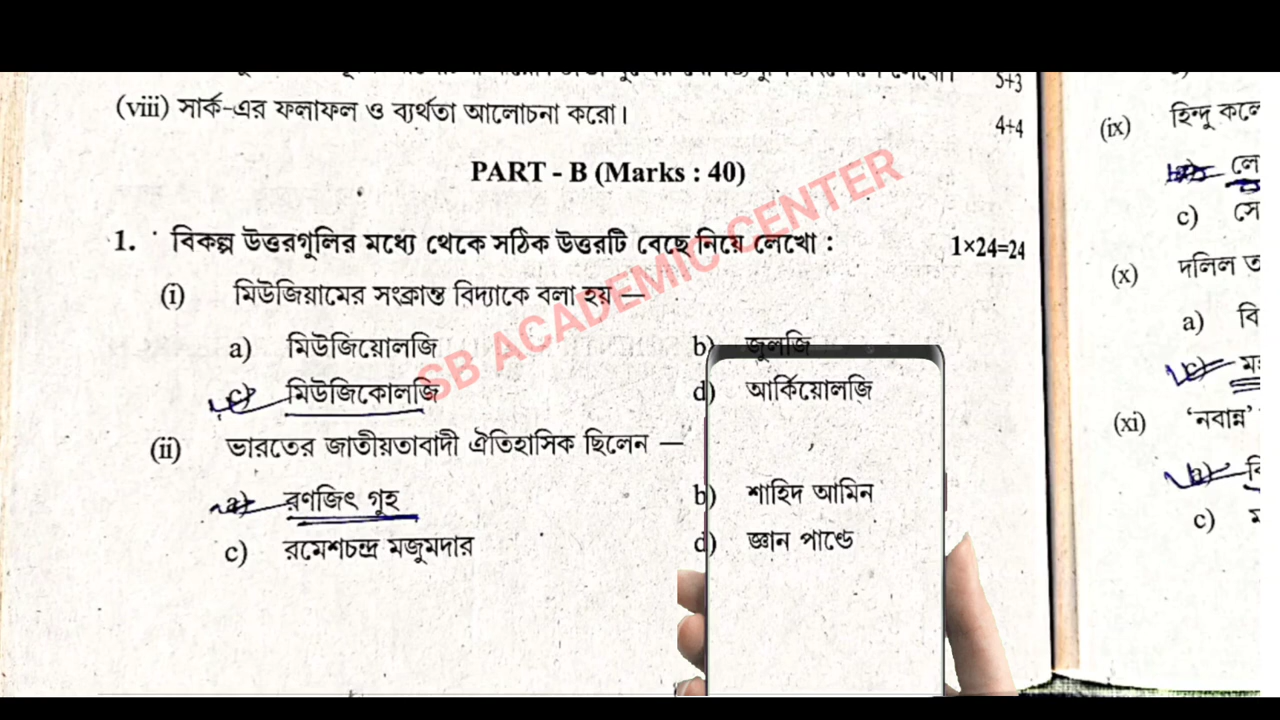 5+3
(viii) সার্ক-এর ফলাফল ও ব্যর্থতা আলোচনা করো।
4+4
PART - B (Marks : 40)
1. বিকল্প উত্তরগুলির মধ্যে থেকে সঠিক উত্তরটি বেছে নিয়ে লেখো : 1×24=24
(i) মিউজিয়ামের সংক্রান্ত বিদ্যাকে বলা হয় —
a) মিউজিয়োলজি b) জুলজি
c) মিউজিকোলজি d) আর্কিয়োলজি
(ii) ভারতের জাতীয়তাবাদী ঐতিহাসিক ছিলেন —
a) রণজিৎ গুহ b) শাহিদ আমিন
c) রমেশচন্দ্র মজুমদার d) জ্ঞান পাণ্ডে
SB ACADEMIC CENTER
(ix) হিন্দু
c)
(x) দলিল
a) বি
c)
(xi) ‘নবান্ন’
c)